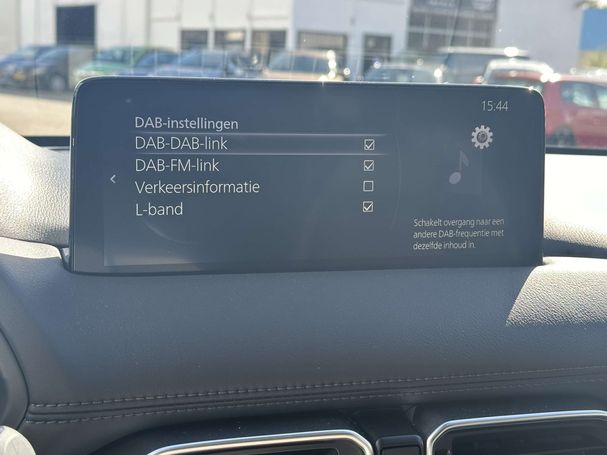 15:44
DAB-instellingen
DAB-DAB-link
DAB-FM-link
Verkeersinformatie
L-band
Schakelt overgang naar een
andere DAB-frequentie met
dezelfde inhoud in.